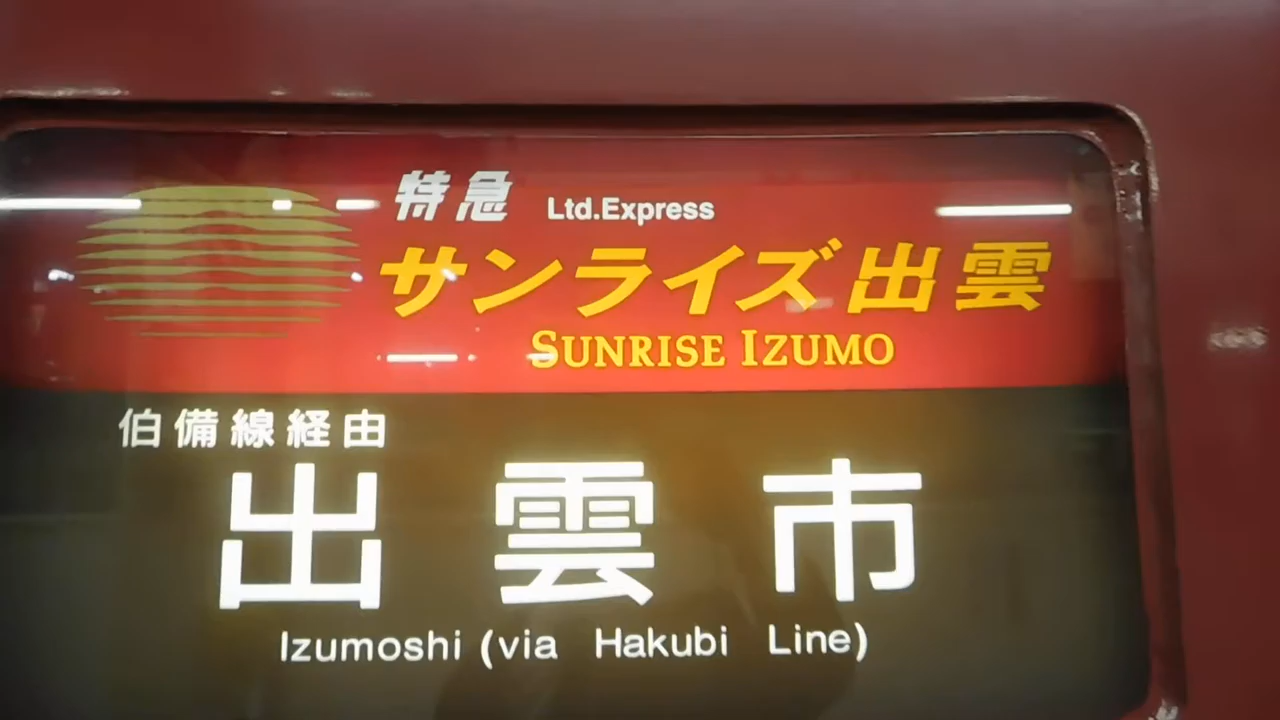 特急 Ltd.Express
サンライズ出雲
SUNRISE IZUMO
伯備線経由
出雲市
Izumoshi (via Hakubi Line)